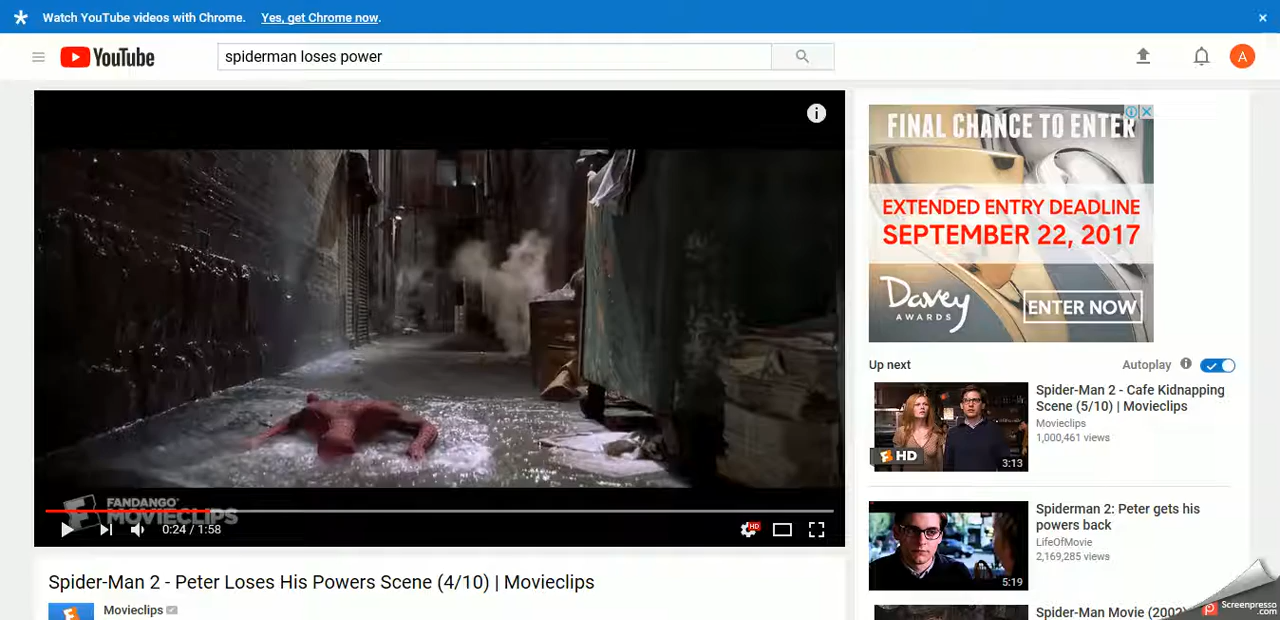 Watch YouTube videos with Chrome. Yes, get Chrome now.
YouTube
spiderman loses power
A
FINAL CHANCE TO ENTER
EXTENDED ENTRY DEADLINE
SEPTEMBER 22, 2017
Davey
AWARDS
ENTER NOW
Up next
Autoplay
Spider-Man 2 - Cafe Kidnapping
Scene (5/10) | Movieclips
Movieclips
1,000,461 views
HD
3:13
Spiderman 2: Peter gets his
powers back
LifeOfMovie
2,169,285 views
5:19
Spider-Man Movie (2002)
Screenpresso
.com
FANDANGO
MOVIECLIPS
0:24 / 1:58
HD
Spider-Man 2 - Peter Loses His Powers Scene (4/10) | Movieclips
Movieclips